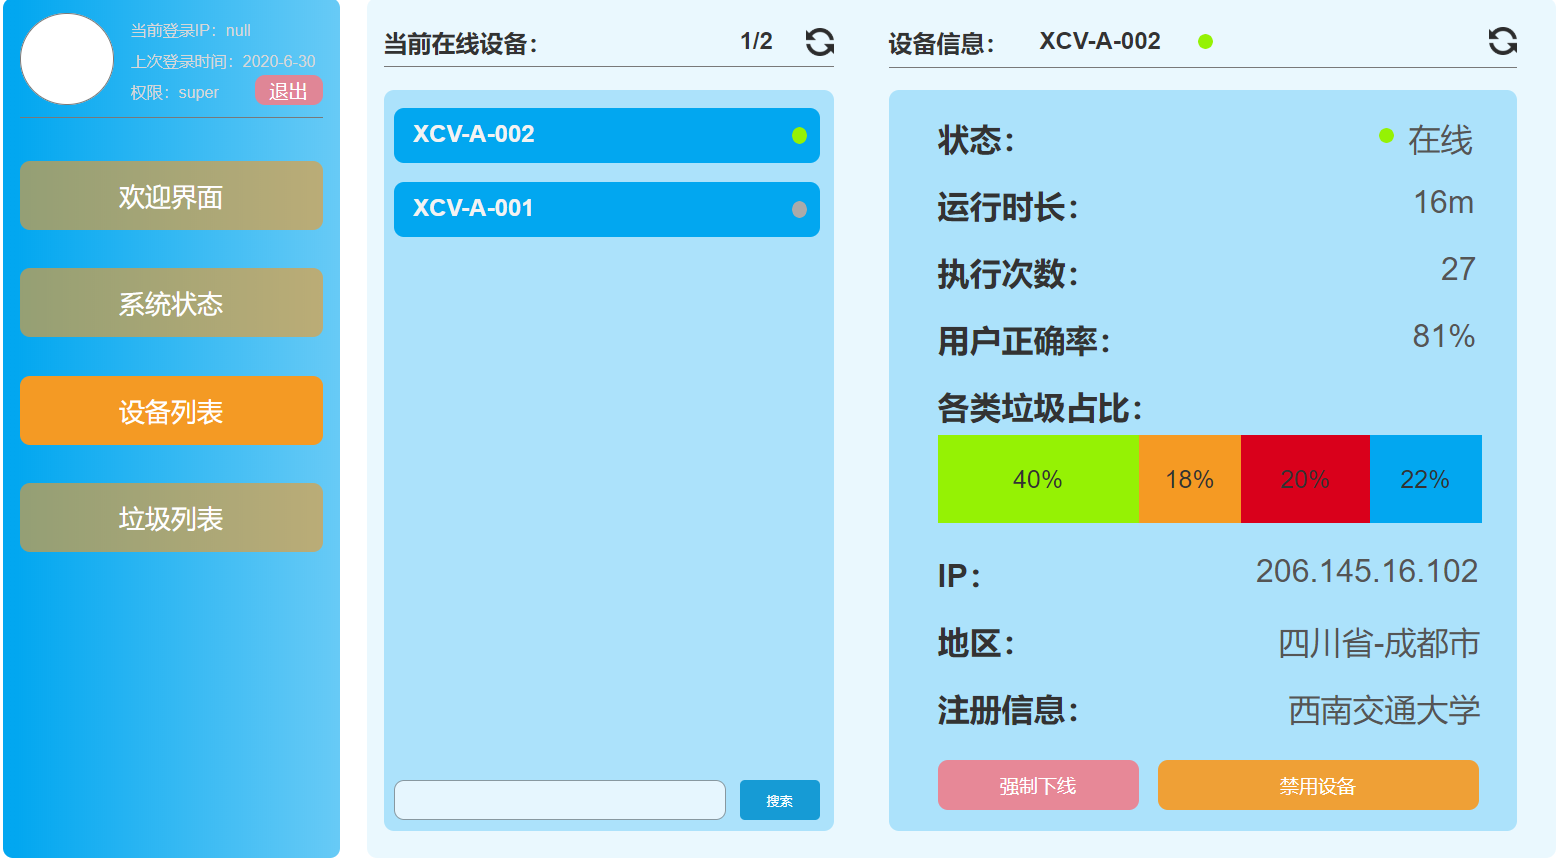 当前登录IP：null
上次登录时间：2020-6-30
权限：super
退出
欢迎界面
系统状态
设备列表
垃圾列表
当前在线设备： 1/2
XCV-A-002
XCV-A-001
搜索
设备信息： XCV-A-002
状态： 在线
运行时长： 16m
执行次数： 27
用户正确率： 81%
各类垃圾占比：
40% 18% 20% 22%
IP： 206.145.16.102
地区： 四川省-成都市
注册信息： 西南交通大学
强制下线 禁用设备